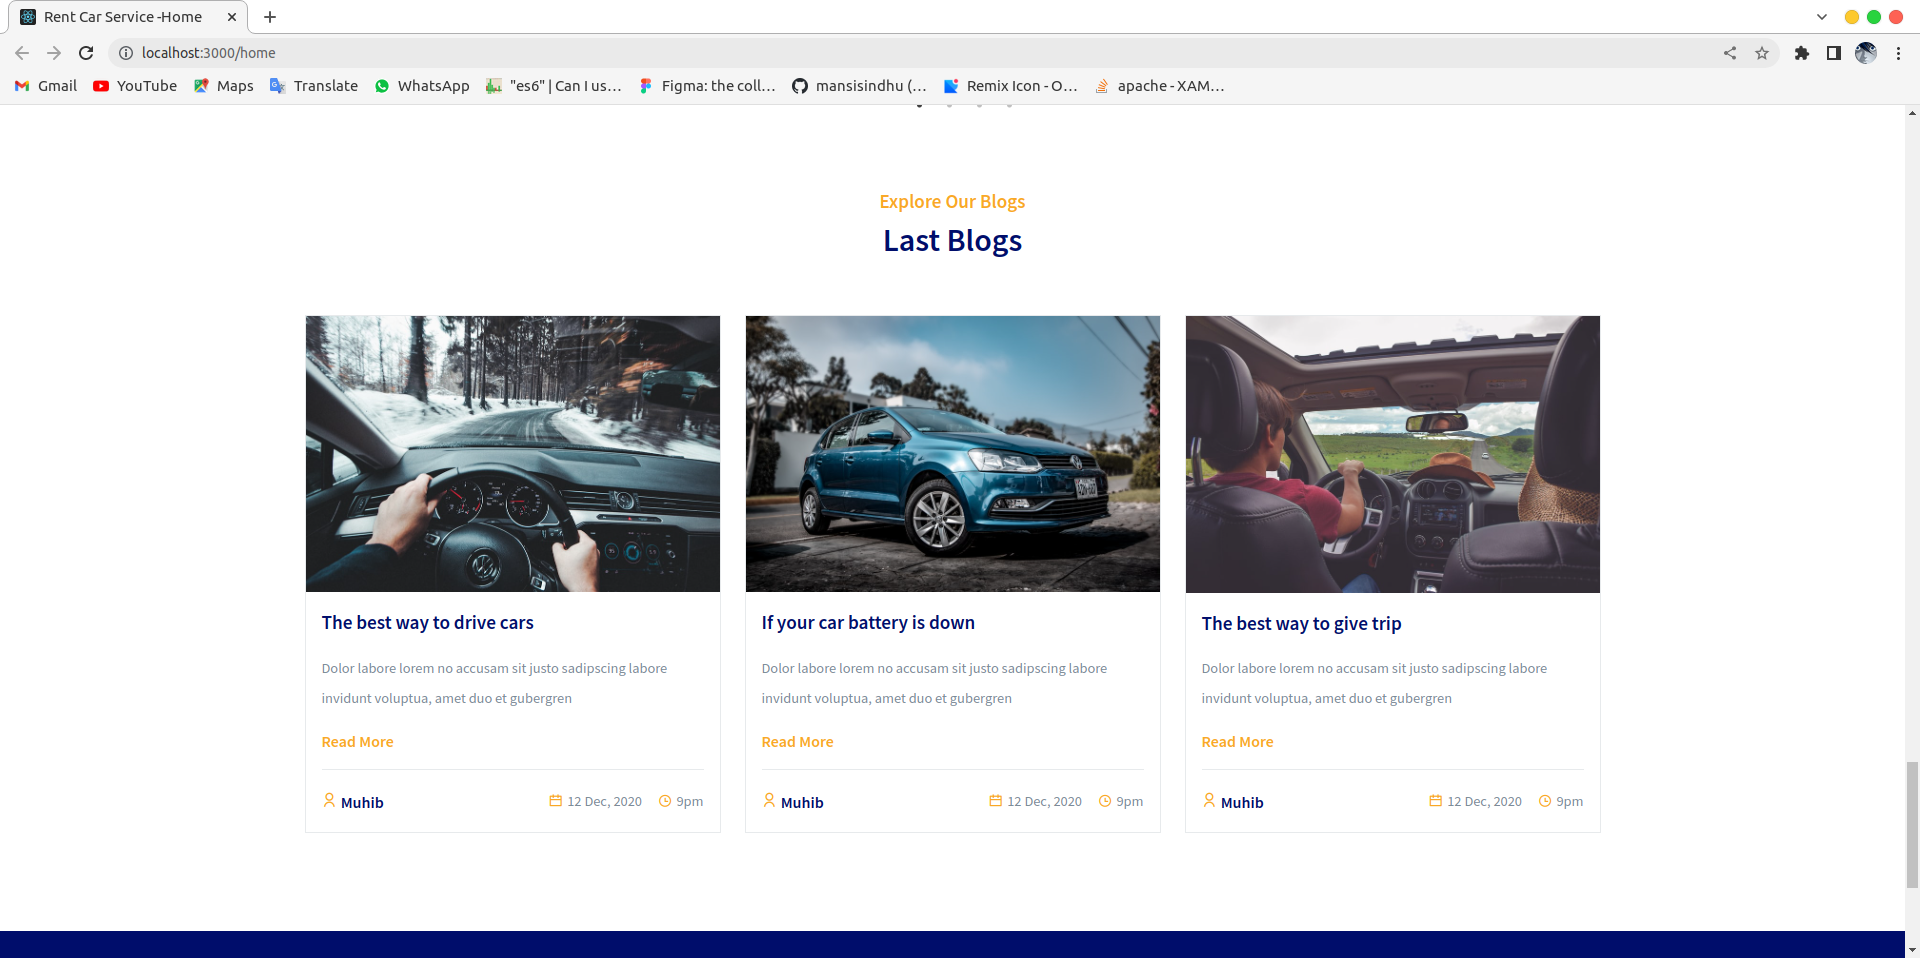 Rent Car Service -Home
localhost:3000/home
Gmail YouTube Maps Translate WhatsApp "es6" | Can I us… Figma: the coll… mansisindhu (… Remix Icon - O… apache - XAM…
Explore Our Blogs
Last Blogs
The best way to drive cars
Dolor labore lorem no accusam sit justo sadipscing labore
invidunt voluptua, amet duo et gubergren
Read More
Muhib 12 Dec, 2020 9pm
If your car battery is down
Dolor labore lorem no accusam sit justo sadipscing labore
invidunt voluptua, amet duo et gubergren
Read More
Muhib 12 Dec, 2020 9pm
The best way to give trip
Dolor labore lorem no accusam sit justo sadipscing labore
invidunt voluptua, amet duo et gubergren
Read More
Muhib 12 Dec, 2020 9pm